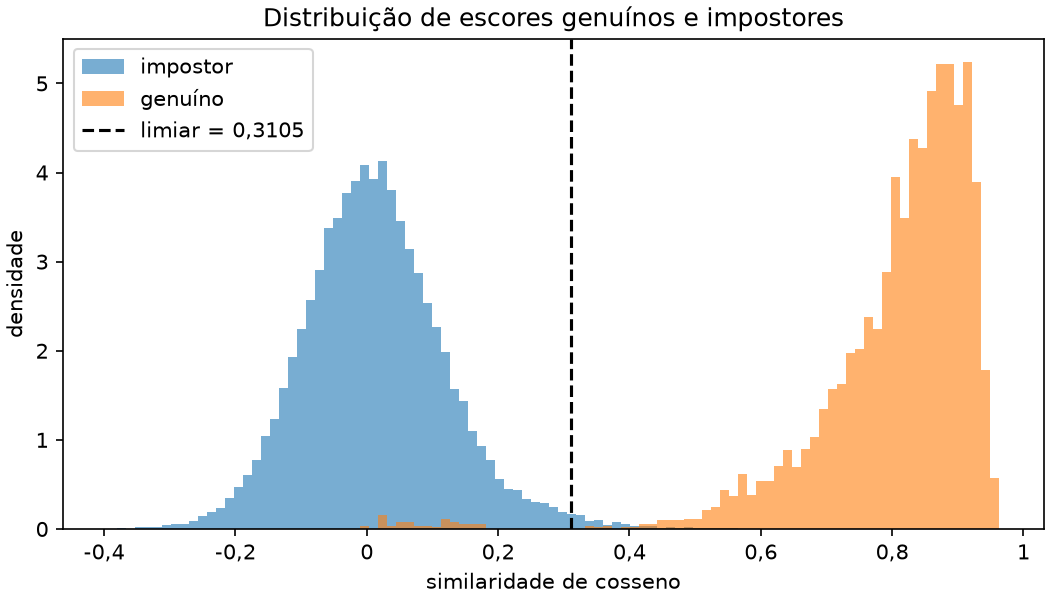 Distribuição de escores genuínos e impostores
impostor
genuíno
limiar = 0,3105
densidade
5
4
3
2
1
0
-0,4
-0,2
0
0,2
0,4
0,6
0,8
1
similaridade de cosseno